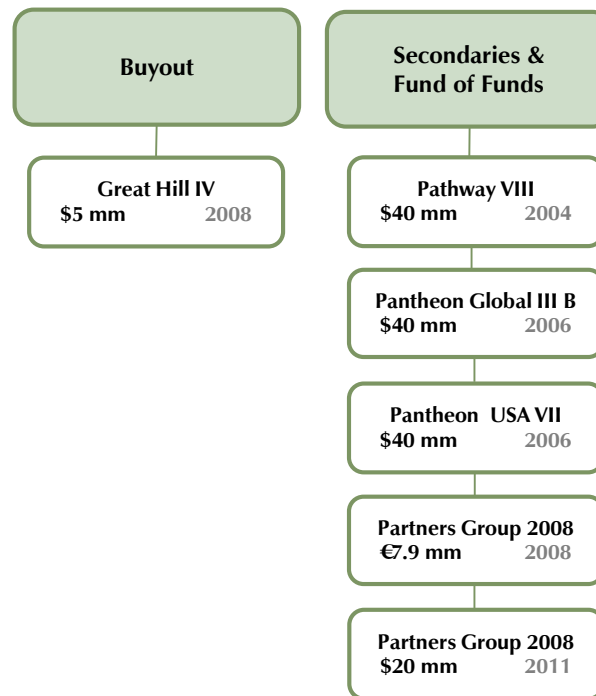 Buyout
Great Hill IV
$5 mm 2008
Secondaries &
Fund of Funds
Pathway VIII
$40 mm 2004
Pantheon Global III B
$40 mm 2006
Pantheon USA VII
$40 mm 2006
Partners Group 2008
€7.9 mm 2008
Partners Group 2008
$20 mm 2011